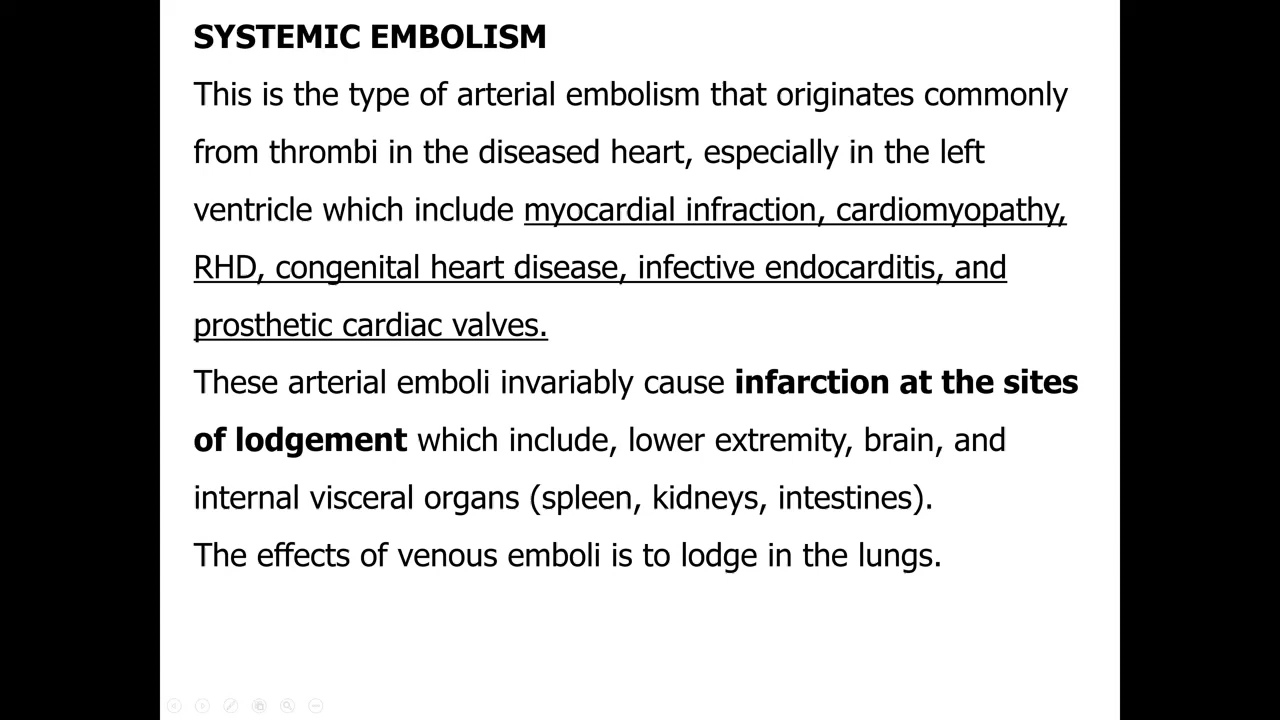 SYSTEMIC EMBOLISM
This is the type of arterial embolism that originates commonly
from thrombi in the diseased heart, especially in the left
ventricle which include myocardial infraction, cardiomyopathy,
RHD, congenital heart disease, infective endocarditis, and
prosthetic cardiac valves.
These arterial emboli invariably cause infarction at the sites
of lodgement which include, lower extremity, brain, and
internal visceral organs (spleen, kidneys, intestines).
The effects of venous emboli is to lodge in the lungs.